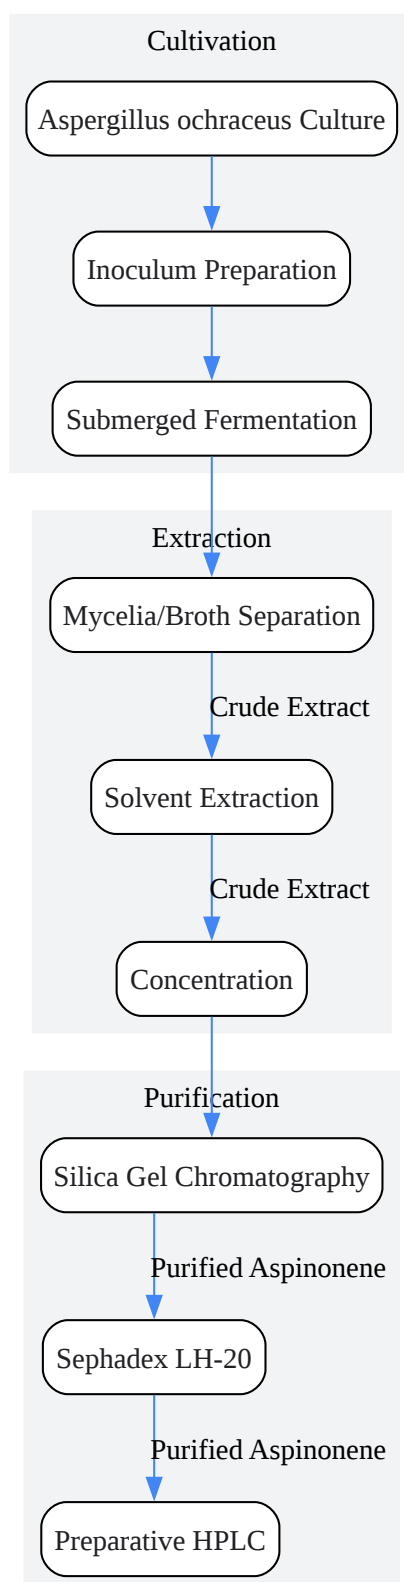 Cultivation
Aspergillus ochraceus Culture
Inoculum Preparation
Submerged Fermentation
Extraction
Mycelia/Broth Separation
Crude Extract
Solvent Extraction
Crude Extract
Concentration
Purification
Silica Gel Chromatography
Purified Aspinonene
Sephadex LH-20
Purified Aspinonene
Preparative HPLC